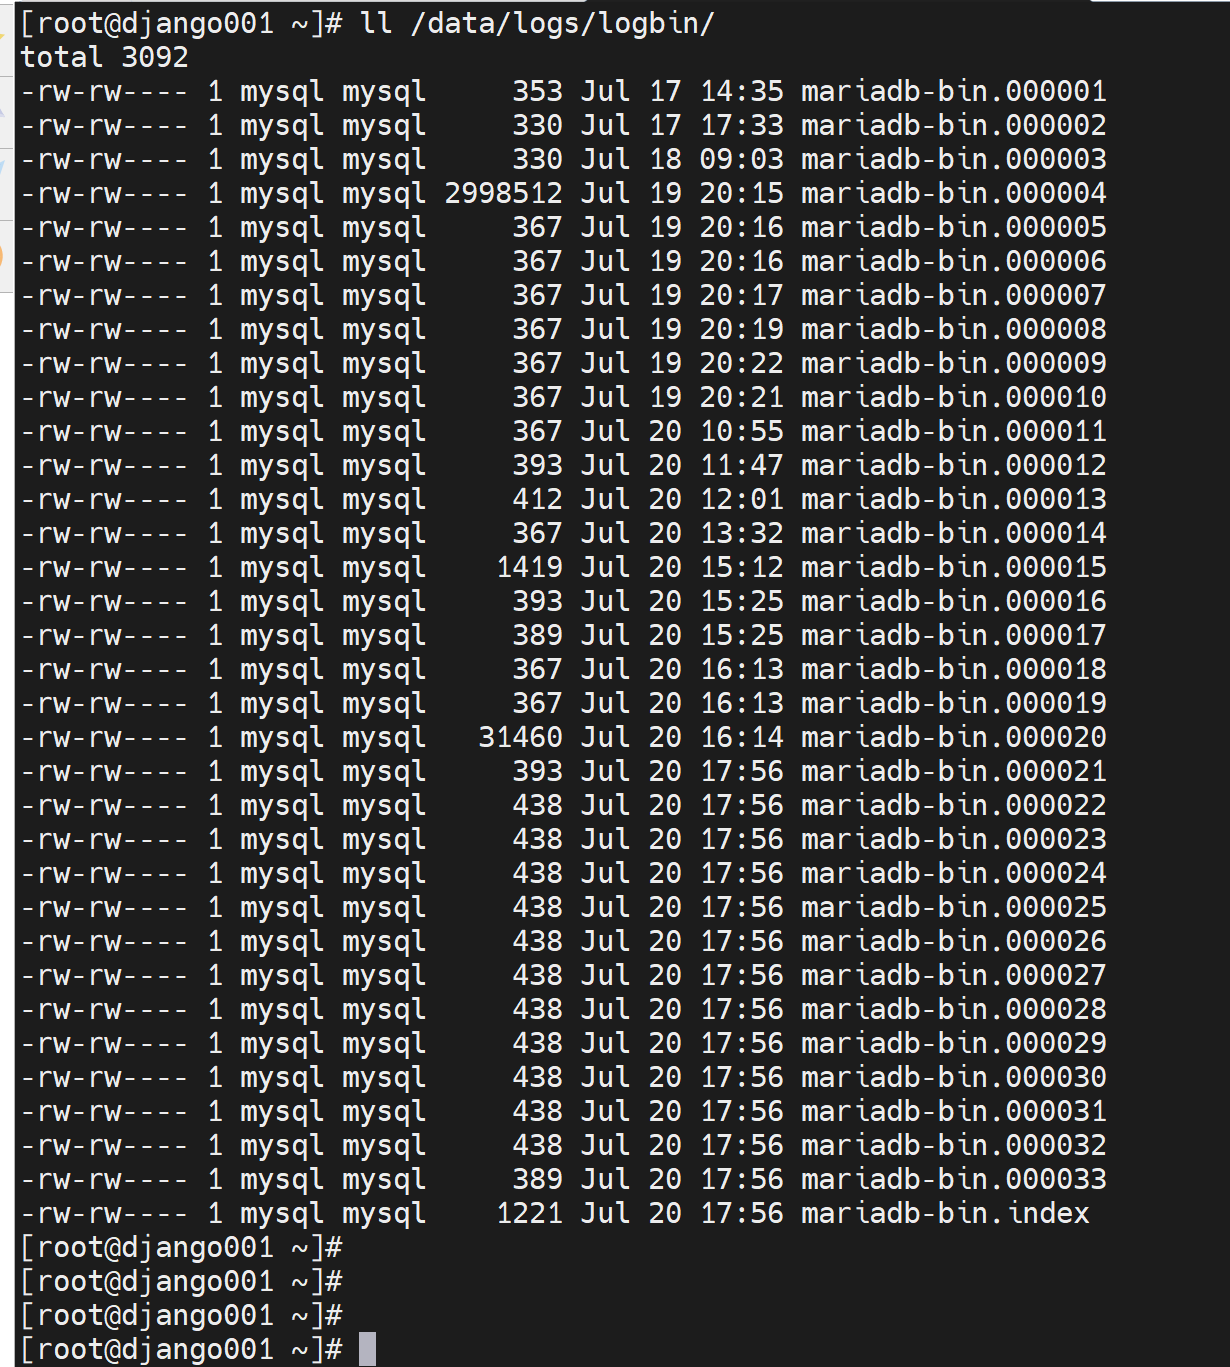 [root@django001 ~]# ll /data/logs/logbin/
total 3092
-rw-rw---- 1 mysql mysql     353 Jul 17 14:35 mariadb-bin.000001
-rw-rw---- 1 mysql mysql     330 Jul 17 17:33 mariadb-bin.000002
-rw-rw---- 1 mysql mysql     330 Jul 18 09:03 mariadb-bin.000003
-rw-rw---- 1 mysql mysql 2998512 Jul 19 20:15 mariadb-bin.000004
-rw-rw---- 1 mysql mysql     367 Jul 19 20:16 mariadb-bin.000005
-rw-rw---- 1 mysql mysql     367 Jul 19 20:16 mariadb-bin.000006
-rw-rw---- 1 mysql mysql     367 Jul 19 20:17 mariadb-bin.000007
-rw-rw---- 1 mysql mysql     367 Jul 19 20:19 mariadb-bin.000008
-rw-rw---- 1 mysql mysql     367 Jul 19 20:22 mariadb-bin.000009
-rw-rw---- 1 mysql mysql     367 Jul 19 20:21 mariadb-bin.000010
-rw-rw---- 1 mysql mysql     367 Jul 20 10:55 mariadb-bin.000011
-rw-rw---- 1 mysql mysql     393 Jul 20 11:47 mariadb-bin.000012
-rw-rw---- 1 mysql mysql     412 Jul 20 12:01 mariadb-bin.000013
-rw-rw---- 1 mysql mysql     367 Jul 20 13:32 mariadb-bin.000014
-rw-rw---- 1 mysql mysql    1419 Jul 20 15:12 mariadb-bin.000015
-rw-rw---- 1 mysql mysql     393 Jul 20 15:25 mariadb-bin.000016
-rw-rw---- 1 mysql mysql     389 Jul 20 15:25 mariadb-bin.000017
-rw-rw---- 1 mysql mysql     367 Jul 20 16:13 mariadb-bin.000018
-rw-rw---- 1 mysql mysql     367 Jul 20 16:13 mariadb-bin.000019
-rw-rw---- 1 mysql mysql   31460 Jul 20 16:14 mariadb-bin.000020
-rw-rw---- 1 mysql mysql     393 Jul 20 17:56 mariadb-bin.000021
-rw-rw---- 1 mysql mysql     438 Jul 20 17:56 mariadb-bin.000022
-rw-rw---- 1 mysql mysql     438 Jul 20 17:56 mariadb-bin.000023
-rw-rw---- 1 mysql mysql     438 Jul 20 17:56 mariadb-bin.000024
-rw-rw---- 1 mysql mysql     438 Jul 20 17:56 mariadb-bin.000025
-rw-rw---- 1 mysql mysql     438 Jul 20 17:56 mariadb-bin.000026
-rw-rw---- 1 mysql mysql     438 Jul 20 17:56 mariadb-bin.000027
-rw-rw---- 1 mysql mysql     438 Jul 20 17:56 mariadb-bin.000028
-rw-rw---- 1 mysql mysql     438 Jul 20 17:56 mariadb-bin.000029
-rw-rw---- 1 mysql mysql     438 Jul 20 17:56 mariadb-bin.000030
-rw-rw---- 1 mysql mysql     438 Jul 20 17:56 mariadb-bin.000031
-rw-rw---- 1 mysql mysql     438 Jul 20 17:56 mariadb-bin.000032
-rw-rw---- 1 mysql mysql     389 Jul 20 17:56 mariadb-bin.000033
-rw-rw---- 1 mysql mysql    1221 Jul 20 17:56 mariadb-bin.index
[root@django001 ~]#
[root@django001 ~]#
[root@django001 ~]#
[root@django001 ~]#